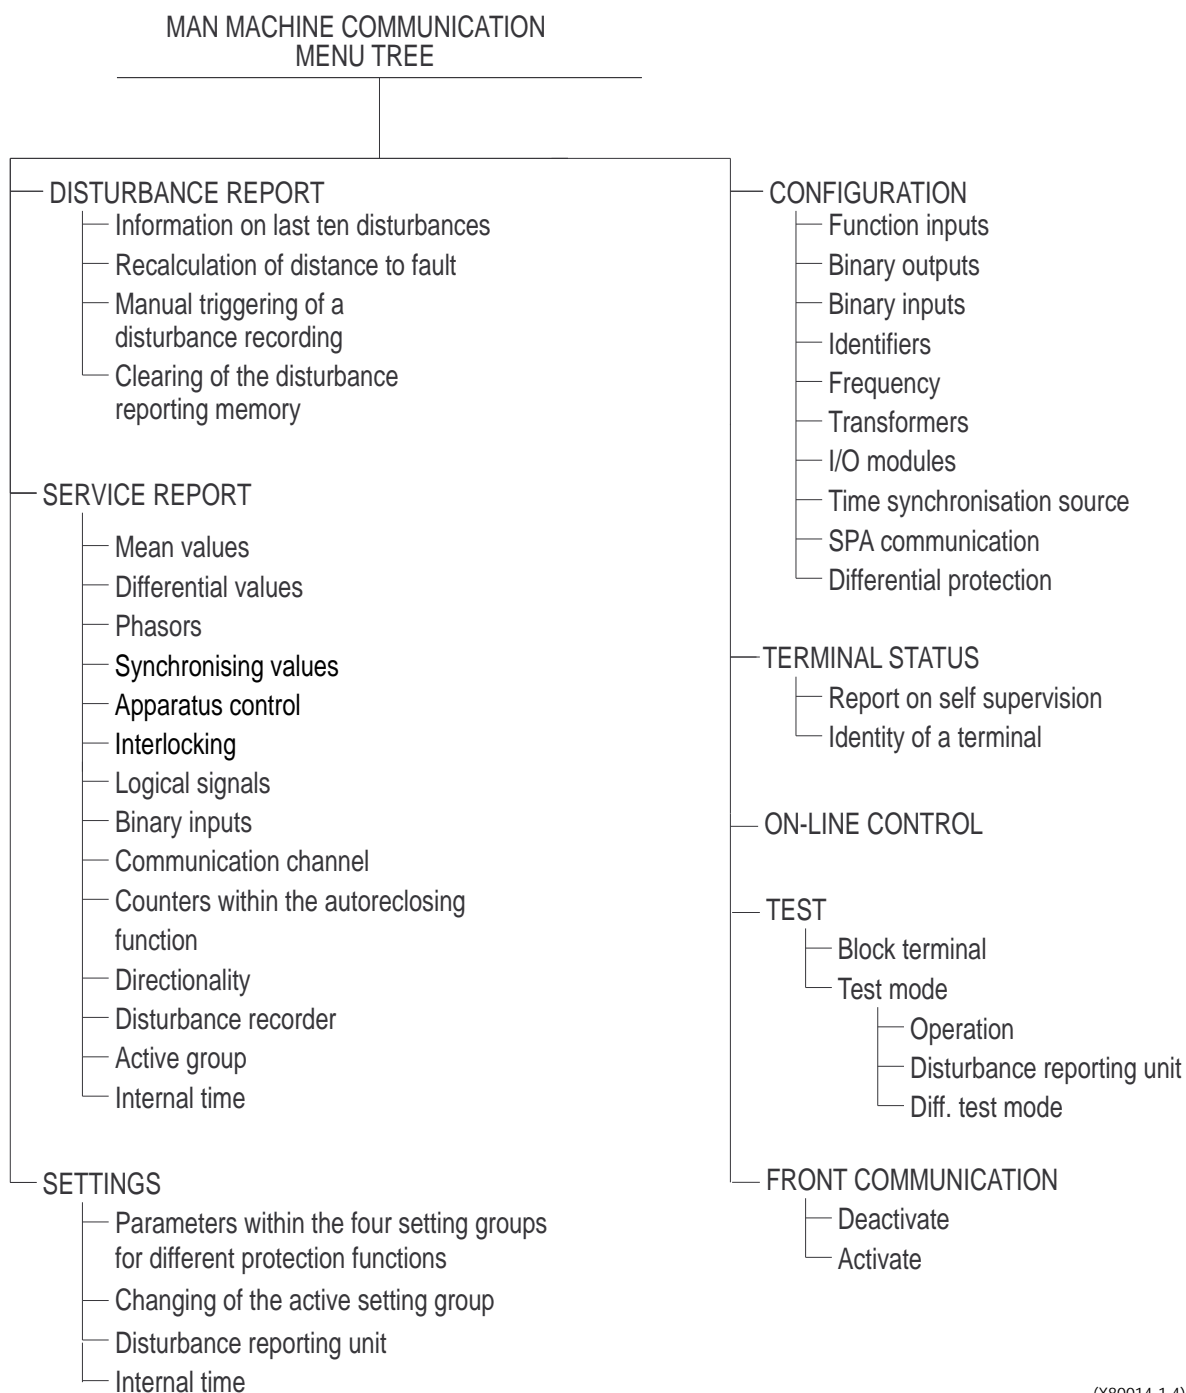 MAN MACHINE COMMUNICATION
MENU TREE
DISTURBANCE REPORT
Information on last ten disturbances
Recalculation of distance to fault
Manual triggering of a
disturbance recording
Clearing of the disturbance
reporting memory
SERVICE REPORT
Mean values
Differential values
Phasors
Synchronising values
Apparatus control
Interlocking
Logical signals
Binary inputs
Communication channel
Counters within the autoreclosing
function
Directionality
Disturbance recorder
Active group
Internal time
SETTINGS
Parameters within the four setting groups
for different protection functions
Changing of the active setting group
Disturbance reporting unit
Internal time
CONFIGURATION
Function inputs
Binary outputs
Binary inputs
Identifiers
Frequency
Transformers
I/O modules
Time synchronisation source
SPA communication
Differential protection
TERMINAL STATUS
Report on self supervision
Identity of a terminal
ON-LINE CONTROL
TEST
Block terminal
Test mode
Operation
Disturbance reporting unit
Diff. test mode
FRONT COMMUNICATION
Deactivate
Activate
(X80014-1.4)